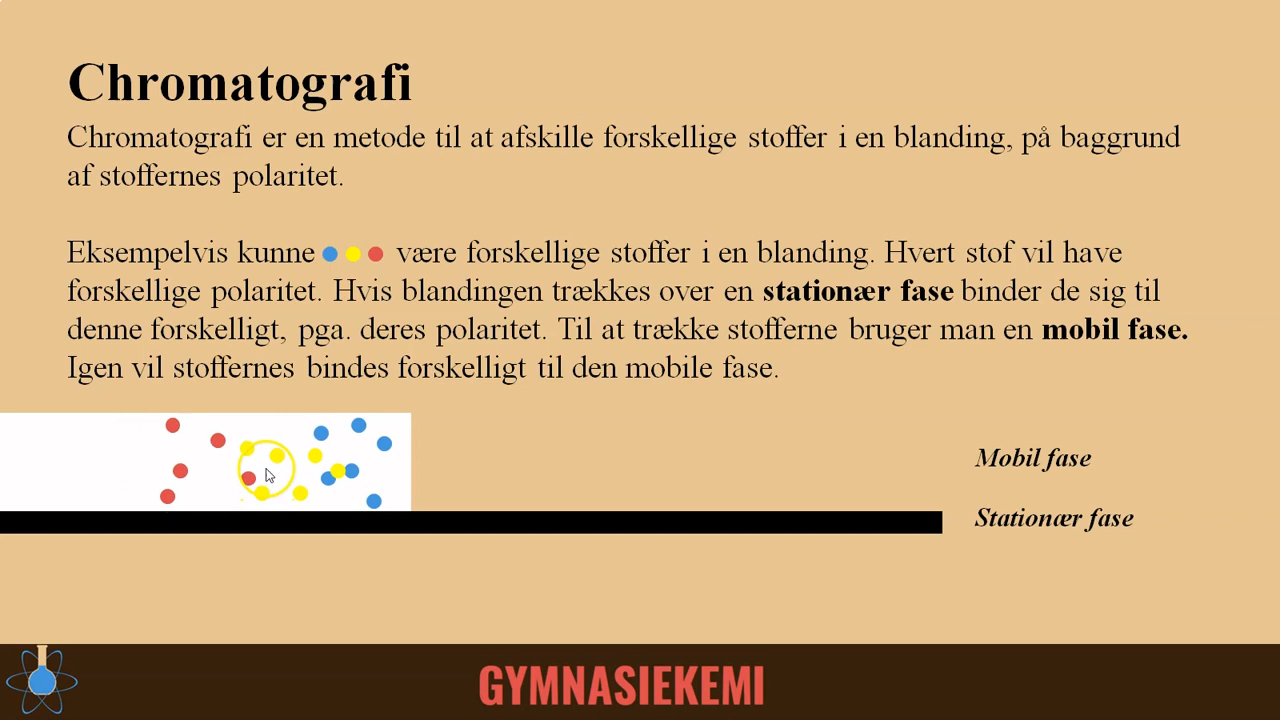 Chromatografi
Chromatografi er en metode til at afskille forskellige stoffer i en blanding, på baggrund
af stoffernes polaritet.
Eksempelvis kunne være forskellige stoffer i en blanding. Hvert stof vil have
forskellige polaritet. Hvis blandingen trækkes over en stationær fase binder de sig til
denne forskelligt, pga. deres polaritet. Til at trække stofferne bruger man en mobil fase.
Igen vil stoffernes bindes forskelligt til den mobile fase.
Mobil fase
Stationær fase
GYMNASIEKEMI